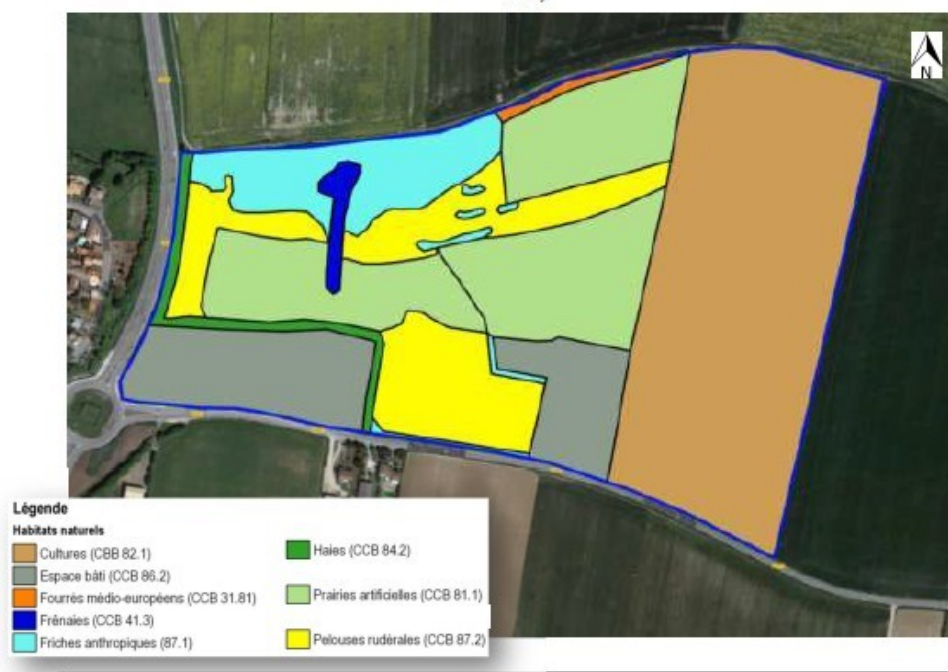 N
Légende
Habitats naturels
Cultures (CBB 82.1)
Espace bâti (CCB 86.2)
Fourrés médio-européens (CCB 31.81)
Frênaies (CCB 41.3)
Friches anthropiques (87.1)
Haies (CCB 84.2)
Prairies artificielles (CCB 81.1)
Pelouses rudérales (CCB 87.2)